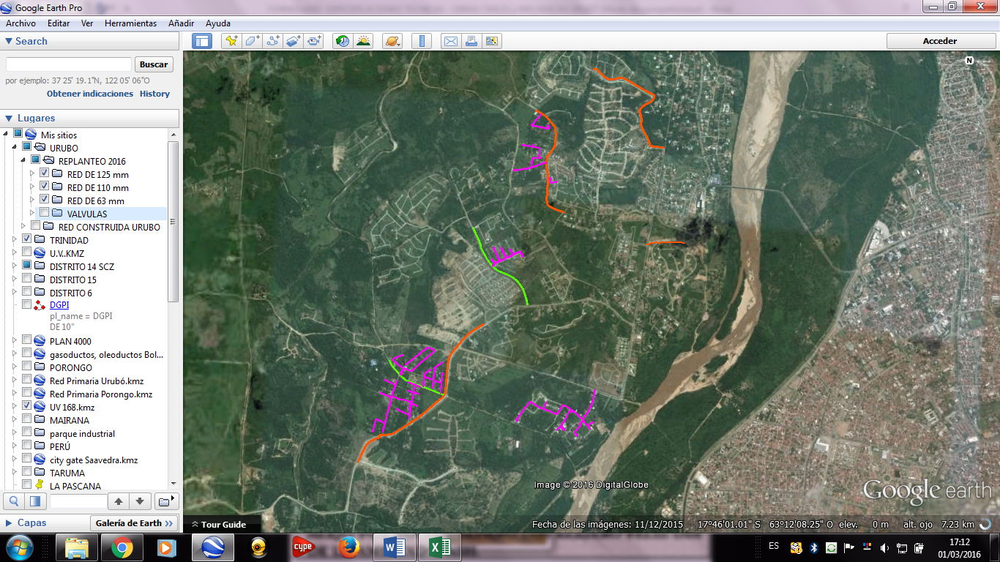 Google Earth Pro
Archivo Editar Ver Herramientas Añadir Ayuda
Search
Acceder
Buscar
por ejemplo: 37 25' 19.1"N, 122 05' 06"O
Obtener indicaciones History
Lugares
Mis sitios
URUBO
REPLANTEO 2016
RED DE 125 mm
RED DE 110 mm
RED DE 63 mm
VALVULAS
RED CONSTRUIDA URUBO
TRINIDAD
U.V..KMZ
DISTRITO 14 SCZ
DISTRITO 15
DISTRITO 6
DGPI
pl_name = DGPI
DE 10"
PLAN 4000
gasoductos, oleoductos Bol...
PORONGO
Red Primaria Urubó.kmz
Red Primaria Porongo.kmz
UV 168.kmz
MAIRANA
parque industrial
PERÚ
city gate Saavedra.kmz
TARUMA
LA PASCANA
Capas
Galería de Earth »
N
Image © 2016 DigitalGlobe
Google earth
Tour Guide
Fecha de las imágenes: 11/12/2015 17°46'01.01" S 63°12'08.25" O elev. 0 m alt. ojo 7.23 km
cype
ES
17:12
01/03/2016